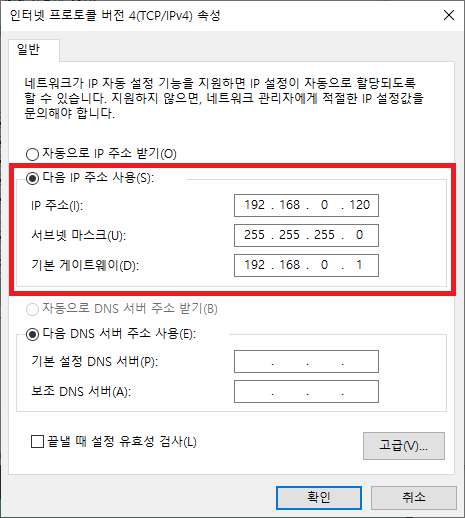 인터넷 프로토콜 버전 4(TCP/IPv4) 속성
일반
네트워크가 IP 자동 설정 기능을 지원하면 IP 설정이 자동으로 할당되도록
할 수 있습니다. 지원하지 않으면, 네트워크 관리자에게 적절한 IP 설정값을
문의해야 합니다.
자동으로 IP 주소 받기(O)
다음 IP 주소 사용(S):
IP 주소(I): 192 . 168 . 0 . 120
서브넷 마스크(U): 255 . 255 . 255 . 0
기본 게이트웨이(D): 192 . 168 . 0 . 1
자동으로 DNS 서버 주소 받기(B)
다음 DNS 서버 주소 사용(E):
기본 설정 DNS 서버(P): . . .
보조 DNS 서버(A): . . .
끝낼 때 설정 유효성 검사(L)
고급(V)...
확인
취소